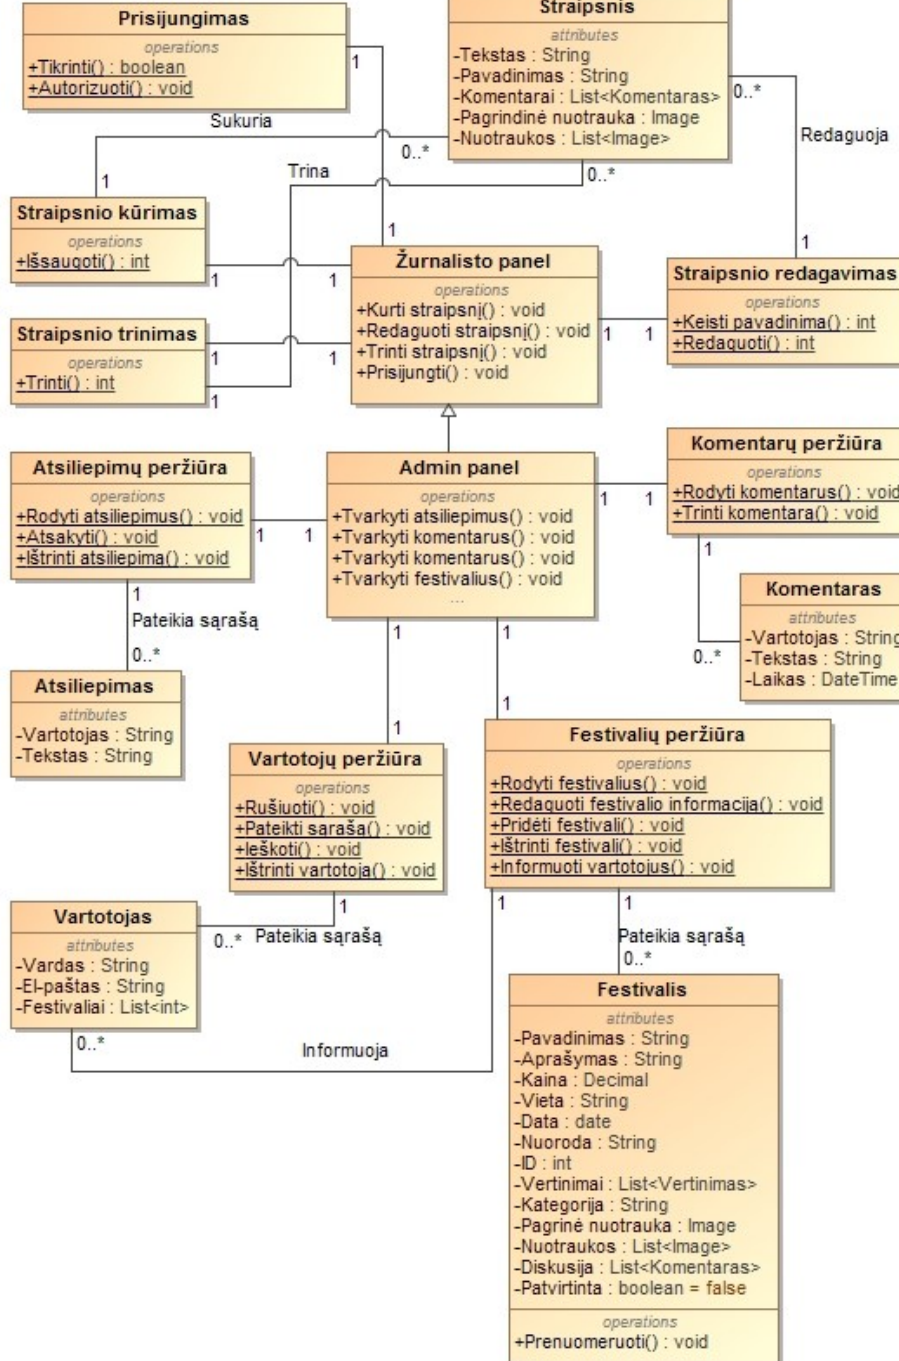 Prisijungimas
operations
+Tikrinti() : boolean
+Autorizuoti() : void
1
Straipsnis
attributes
-Tekstas : String
-Pavadinimas : String
-Komentarai : List<Komentaras>
-Pagrindinė nuotrauka : Image
-Nuotraukos : List<Image>
0..*
Redaguoja
1
Sukuria
0..*
1
Trina
0..*
1
Straipsnio kūrimas
operations
+Išsaugoti() : int
1
1
Žurnalisto panel
operations
+Kurti straipsnį() : void
+Redaguoti straipsnį() : void
+Trinti straipsnį() : void
+Prisijungti() : void
Straipsnio redagavimas
operations
+Keisti pavadinima() : int
+Redaguoti() : int
1
1
Straipsnio trinimas
operations
+Trinti() : int
1
1
1
Atsiliepimų peržiūra
operations
+Rodyti atsiliepimus() : void
+Atsakyti() : void
+Ištrinti atsiliepimą() : void
1
1
Admin panel
operations
+Tvarkyti atsiliepimus() : void
+Tvarkyti komentarus() : void
+Tvarkyti komentarus() : void
+Tvarkyti festivalius() : void
...
Komentarų peržiūra
operations
+Rodyti komentarus() : void
+Trinti komentara() : void
1
1
1
0..*
Komentaras
attributes
-Vartotojas : String
-Tekstas : String
-Laikas : DateTime
1
Pateikia sąrašą
0..*
Atsiliepimas
attributes
-Vartotojas : String
-Tekstas : String
1
1
1
1
Vartotojų peržiūra
operations
+Rušiuoti() : void
+Pateikti sarašą() : void
+Ieškoti() : void
+Ištrinti vartotoją() : void
Festivalių peržiūra
operations
+Rodyti festivalius() : void
+Redaguoti festivalio informaciją() : void
+Pridėti festivalį() : void
+Ištrinti festivalį() : void
+Informuoti vartotojus() : void
1
0..*
Pateikia sąrašą
1
1
Pateikia sąrašą
0..*
Vartotojas
attributes
-Vardas : String
-El-paštas : String
-Festivaliai : List<int>
0..*
Informuoja
Festivalis
attributes
-Pavadinimas : String
-Aprašymas : String
-Kaina : Decimal
-Vieta : String
-Data : date
-Nuoroda : String
-ID : int
-Vertinimai : List<Vertinimas>
-Kategorija : String
-Pagrinė nuotrauka : Image
-Nuotraukos : List<Image>
-Diskusija : List<Komentaras>
-Patvirtinta : boolean = false
operations
+Prenuomeruoti() : void